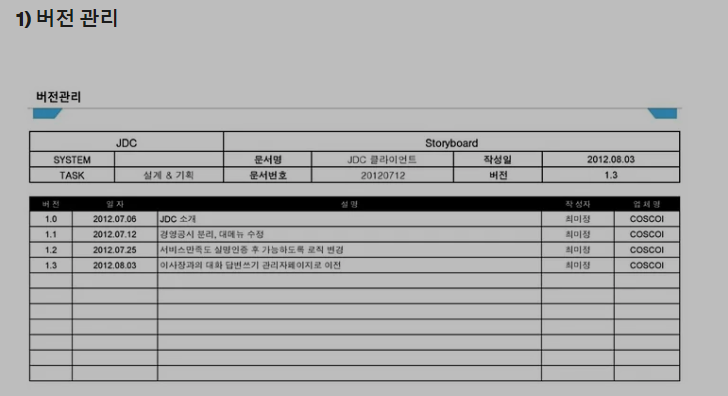 1) 버전 관리
버전관리
JDC Storyboard
SYSTEM 문서명 JDC 클라이언트 작성일 2012.08.03
TASK 설계 & 기획 문서번호 20120712 버전 1.3
버 전 일 자 설 명 작 성 자 업 체 명
1.0 2012.07.06 JDC 소개 최미정 COSCOI
1.1 2012.07.12 경영공시 분리, 대메뉴 수정 최미정 COSCOI
1.2 2012.07.25 서비스만족도 실명인증 후 가능하도록 로직 변경 최미정 COSCOI
1.3 2012.08.03 이사장과의 대화 답변쓰기 관리자페이지로 이전 최미정 COSCOI